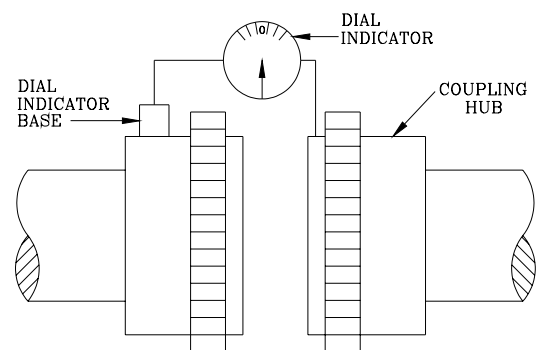 0
DIAL
INDICATOR
DIAL
INDICATOR
BASE
COUPLING
HUB